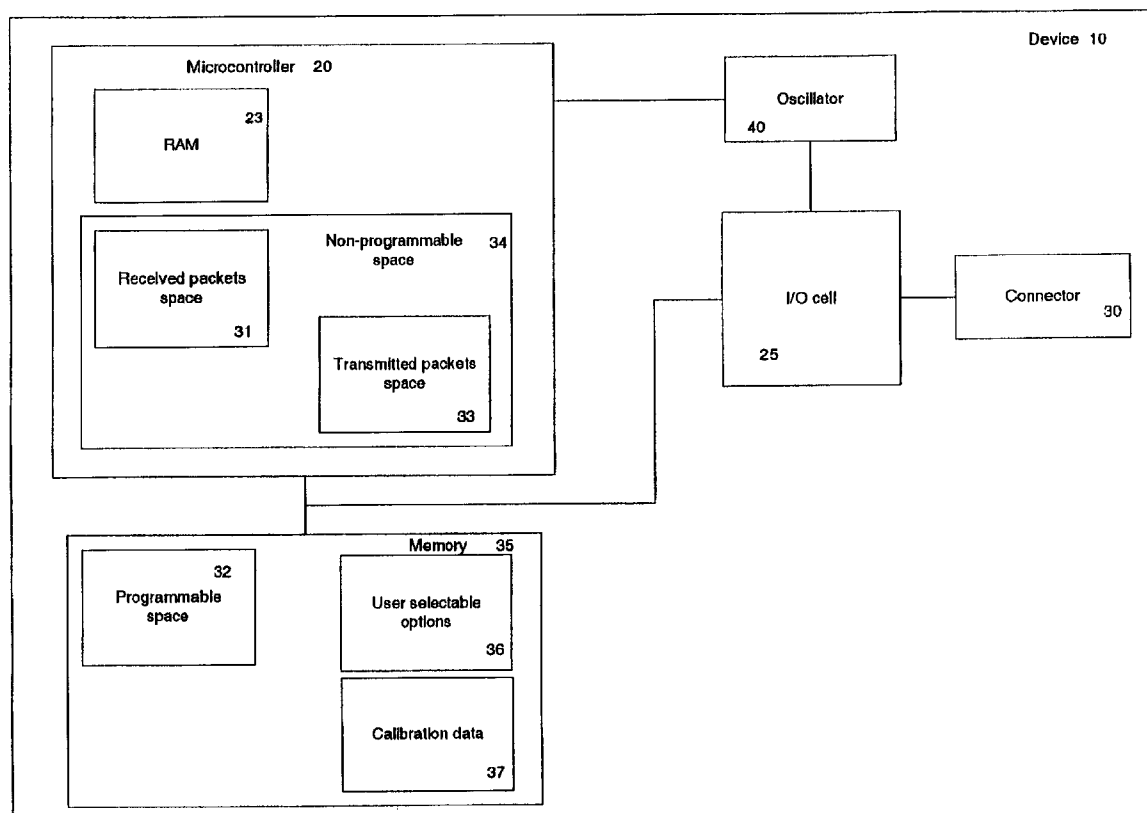 Device 10
Microcontroller 20
23
RAM
Oscillator
40
Non-programmable 34
space
Received packets
space
31
Transmitted packets
space
33
I/O cell
25
Connector
30
Memory 35
32
Programmable
space
User selectable
options
36
Calibration data
37